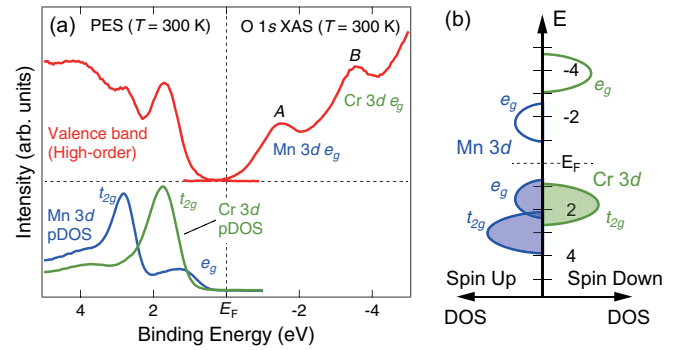 (a)
PES (T = 300 K)
O 1s XAS (T = 300 K)
Intensity (arb. units)
Valence band
(High-order)
A
B
Mn 3d eg
Cr 3d eg
Mn 3d
pDOS
t2g
t2g
Cr 3d
pDOS
eg
4
2
EF
-2
-4
Binding Energy (eV)
(b)
E
-4
eg
eg
-2
Mn 3d
EF
eg
Cr 3d
t2g
2
t2g
4
Spin Up
Spin Down
DOS
DOS